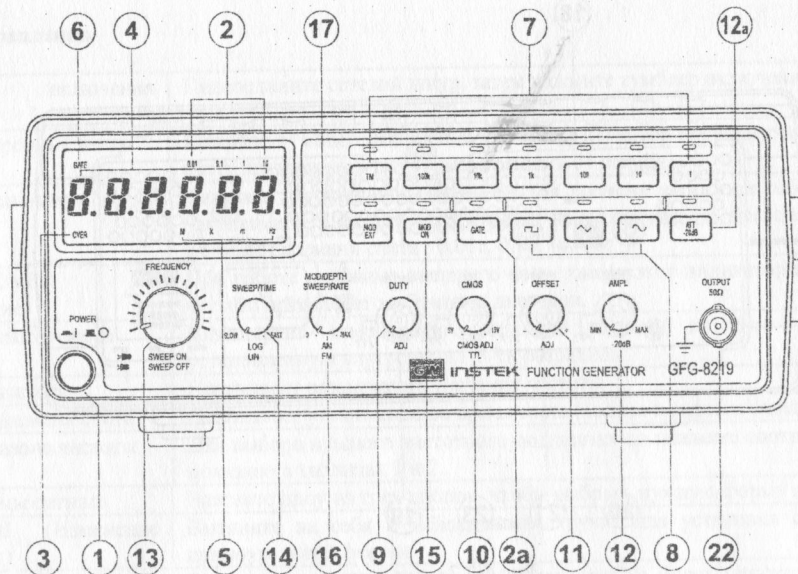 6 4 2 17 7 12a
GATE 0.01 0.1 10
8.8.8.8.8.8.
OVER M K m Hz
1M 100k 10k 1k 100 10 1
MOD EXT MOD ON GATE ATT -20dB
FREQUENCY
SWEEP/TIME MOD/DEPTH SWEEP/RATE DUTY CMOS OFFSET AMPL OUTPUT 50Ω
POWER
SLOW FAST 0 MAX 5V 15V - + MIN MAX
LOG LIN AM FM ADJ CMOS ADJ TTL ADJ -20dB
SWEEP ON
SWEEP OFF
GW INSTEK FUNCTION GENERATOR GFG-8219
3 1 13 5 14 16 9 15 10 2a 11 12 8 22